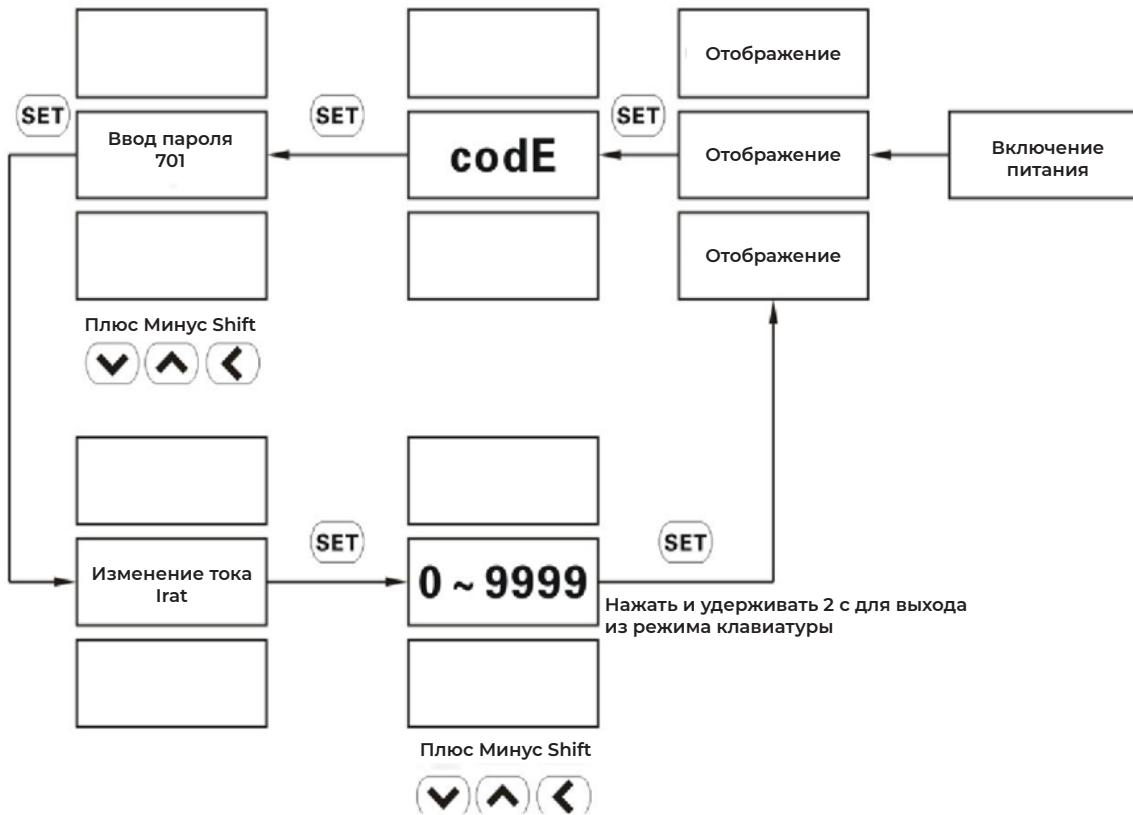 Отображение
SET
SET
SET
Ввод пароля
701
codE
Отображение
Включение
питания
Отображение
Плюс Минус Shift
Изменение тока
Irat
SET
0 ~ 9999
SET
Нажать и удерживать 2 с для выхода
из режима клавиатуры
Плюс Минус Shift